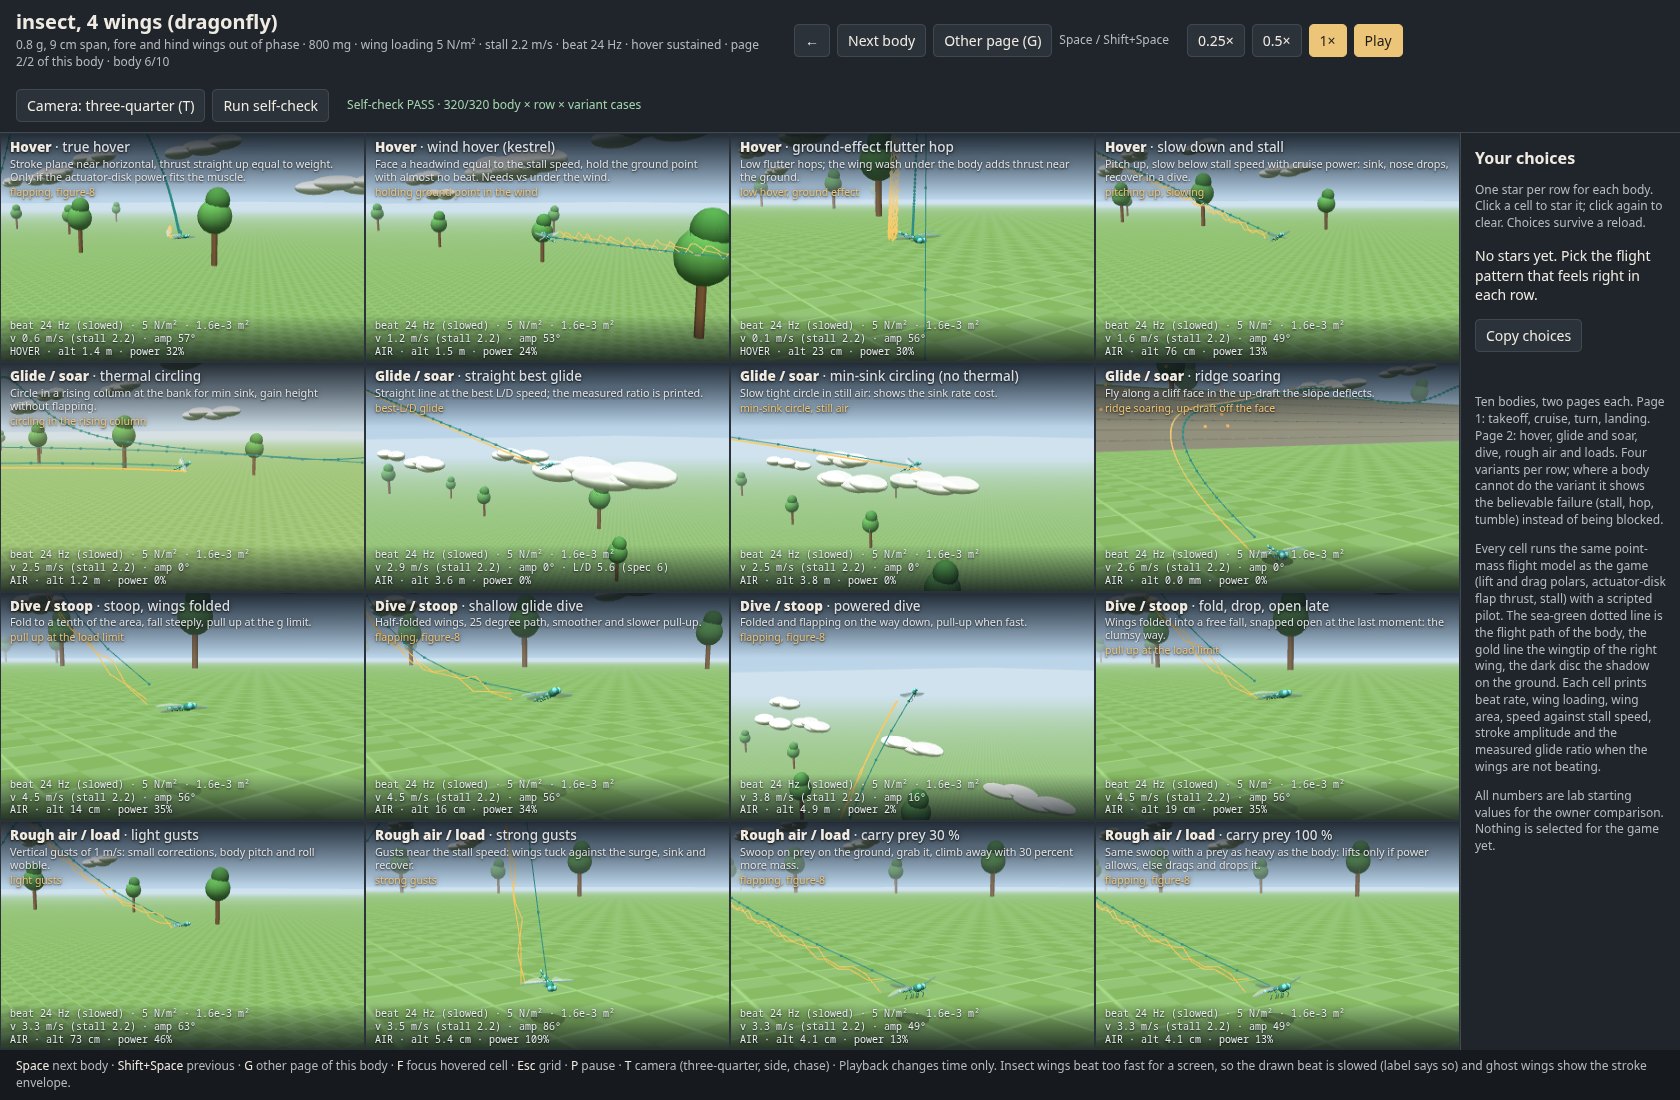 insect, 4 wings (dragonfly)
0.8 g, 9 cm span, fore and hind wings out of phase · 800 mg · wing loading 5 N/m² · stall 2.2 m/s · beat 24 Hz · hover sustained · page
2/2 of this body · body 6/10
← Next body Other page (G) Space / Shift+Space 0.25× 0.5× 1× Play
Camera: three-quarter (T) Run self-check Self-check PASS · 320/320 body × row × variant cases
Hover · true hover
Stroke plane near horizontal, thrust straight up equal to weight.
Only if the actuator-disk power fits the muscle.
flapping, figure-8
beat 24 Hz (slowed) · 5 N/m² · 1.6e-3 m²
v 0.6 m/s (stall 2.2) · amp 57°
HOVER · alt 1.4 m · power 32%
Hover · wind hover (kestrel)
Face a headwind equal to the stall speed, hold the ground point
with almost no beat. Needs vs under the wind.
holding ground point in the wind
beat 24 Hz (slowed) · 5 N/m² · 1.6e-3 m²
v 1.2 m/s (stall 2.2) · amp 53°
AIR · alt 1.5 m · power 24%
Hover · ground-effect flutter hop
Low flutter hops; the wing wash under the body adds thrust near
the ground.
low hover, ground effect
beat 24 Hz (slowed) · 5 N/m² · 1.6e-3 m²
v 0.1 m/s (stall 2.2) · amp 56°
HOVER · alt 23 cm · power 30%
Hover · slow down and stall
Pitch up, slow below stall speed with cruise power: sink, nose drops,
recover in a dive.
pitching up, slowing
beat 24 Hz (slowed) · 5 N/m² · 1.6e-3 m²
v 1.6 m/s (stall 2.2) · amp 49°
AIR · alt 76 cm · power 13%
Glide / soar · thermal circling
Circle in a rising column at the bank for min sink, gain height
without flapping.
circling in the rising column
beat 24 Hz (slowed) · 5 N/m² · 1.6e-3 m²
v 2.5 m/s (stall 2.2) · amp 0°
AIR · alt 1.2 m · power 0%
Glide / soar · straight best glide
Straight line at the best L/D speed; the measured ratio is printed.
best-L/D glide
beat 24 Hz (slowed) · 5 N/m² · 1.6e-3 m²
v 2.9 m/s (stall 2.2) · amp 0° · L/D 5.6 (spec 6)
AIR · alt 3.6 m · power 0%
Glide / soar · min-sink circling (no thermal)
Slow tight circle in still air: shows the sink rate cost.
min-sink circle, still air
beat 24 Hz (slowed) · 5 N/m² · 1.6e-3 m²
v 2.5 m/s (stall 2.2) · amp 0°
AIR · alt 3.8 m · power 0%
Glide / soar · ridge soaring
Fly along a cliff face in the up-draft the slope deflects.
ridge soaring, up-draft off the face
beat 24 Hz (slowed) · 5 N/m² · 1.6e-3 m²
v 2.6 m/s (stall 2.2) · amp 0°
AIR · alt 0.0 mm · power 0%
Dive / stoop · stoop, wings folded
Fold to a tenth of the area, fall steeply, pull up at the g limit.
pull up at the load limit
beat 24 Hz (slowed) · 5 N/m² · 1.6e-3 m²
v 4.5 m/s (stall 2.2) · amp 56°
AIR · alt 14 cm · power 35%
Dive / stoop · shallow glide dive
Half-folded wings, 25 degree path, smoother and slower pull-up.
flapping, figure-8
beat 24 Hz (slowed) · 5 N/m² · 1.6e-3 m²
v 4.5 m/s (stall 2.2) · amp 56°
AIR · alt 16 cm · power 34%
Dive / stoop · powered dive
Folded and flapping on the way down, pull-up when fast.
flapping, figure-8
beat 24 Hz (slowed) · 5 N/m² · 1.6e-3 m²
v 3.8 m/s (stall 2.2) · amp 16°
AIR · alt 4.9 m · power 2%
Dive / stoop · fold, drop, open late
Wings folded into a free fall, snapped open at the last moment: the
clumsy way.
pull up at the load limit
beat 24 Hz (slowed) · 5 N/m² · 1.6e-3 m²
v 4.5 m/s (stall 2.2) · amp 56°
AIR · alt 19 cm · power 35%
Rough air / load · light gusts
Vertical gusts of 1 m/s: small corrections, body pitch and roll
wobble.
light gusts
beat 24 Hz (slowed) · 5 N/m² · 1.6e-3 m²
v 3.3 m/s (stall 2.2) · amp 63°
AIR · alt 73 cm · power 46%
Rough air / load · strong gusts
Gusts near the stall speed: wings tuck against the surge, sink and
recover.
strong gusts
beat 24 Hz (slowed) · 5 N/m² · 1.6e-3 m²
v 3.5 m/s (stall 2.2) · amp 86°
AIR · alt 5.4 cm · power 109%
Rough air / load · carry prey 30 %
Swoop on prey on the ground, grab it, climb away with 30 percent
more mass.
flapping, figure-8
beat 24 Hz (slowed) · 5 N/m² · 1.6e-3 m²
v 3.3 m/s (stall 2.2) · amp 49°
AIR · alt 4.1 cm · power 13%
Rough air / load · carry prey 100 %
Same swoop with a prey as heavy as the body: lifts only if power
allows, else drags and drops it.
flapping, figure-8
beat 24 Hz (slowed) · 5 N/m² · 1.6e-3 m²
v 3.3 m/s (stall 2.2) · amp 49°
AIR · alt 4.1 cm · power 13%
Your choices
One star per row for each body.
Click a cell to star it; click again to
clear. Choices survive a reload.
No stars yet. Pick the flight
pattern that feels right in
each row.
Copy choices
Ten bodies, two pages each. Page
1: takeoff, cruise, turn, landing.
Page 2: hover, glide and soar,
dive, rough air and loads. Four
variants per row; where a body
cannot do the variant it shows
the believable failure (stall, hop,
tumble) instead of being blocked.
Every cell runs the same point-
mass flight model as the game
(lift and drag polars, actuator-disk
flap thrust, stall) with a scripted
pilot. The sea-green dotted line is
the flight path of the body, the
gold line the wingtip of the right
wing, the dark disc the shadow
on the ground. Each cell prints
beat rate, wing loading, wing
area, speed against stall speed,
stroke amplitude and the
measured glide ratio when the
wings are not beating.
All numbers are lab starting
values for the owner comparison.
Nothing is selected for the game
yet.
Space next body · Shift+Space previous · G other page of this body · F focus hovered cell · Esc grid · P pause · T camera (three-quarter, side, chase) · Playback changes time only. Insect wings beat too fast for a screen, so the drawn beat is slowed (label says so) and ghost wings show the stroke
envelope.